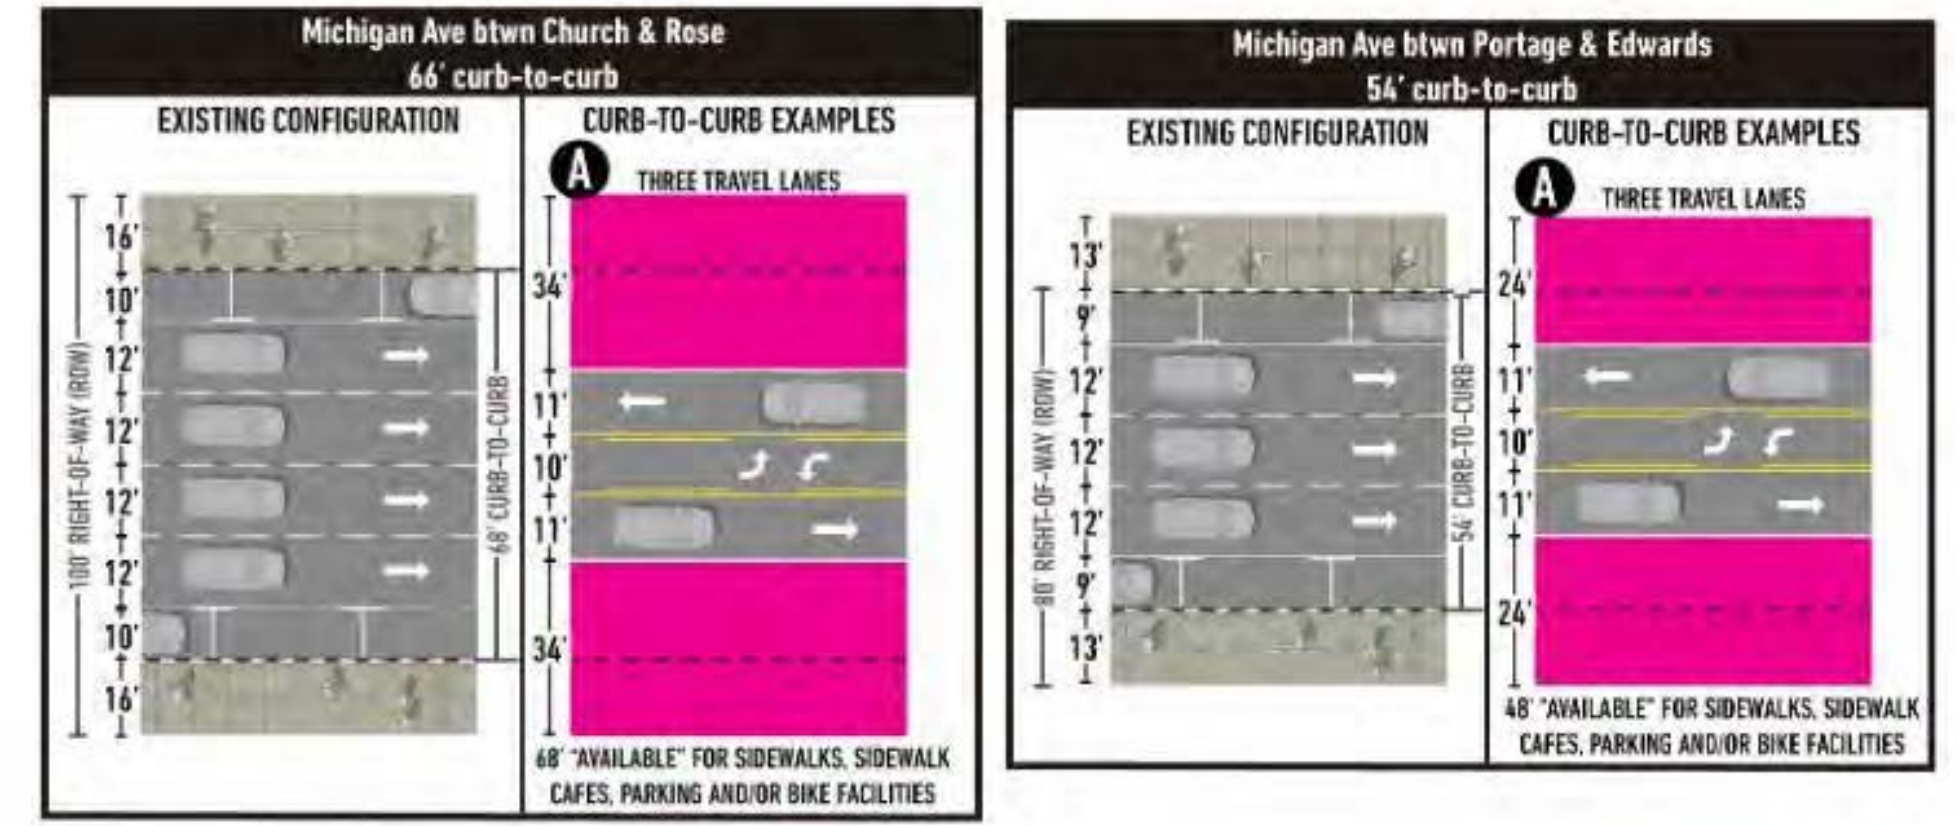 Michigan Ave btwn Church & Rose
66' curb-to-curb
EXISTING CONFIGURATION
CURB-TO-CURB EXAMPLES
A
THREE TRAVEL LANES
100' RIGHT-OF-WAY (ROW)
16'
10'
12'
12'
12'
12'
10'
16'
68' CURB-TO-CURB
34'
11'
10'
11'
34'
68' "AVAILABLE" FOR SIDEWALKS, SIDEWALK
CAFES, PARKING AND/OR BIKE FACILITIES
Michigan Ave btwn Portage & Edwards
54' curb-to-curb
EXISTING CONFIGURATION
CURB-TO-CURB EXAMPLES
A
THREE TRAVEL LANES
80' RIGHT-OF-WAY (ROW)
13'
9'
12'
12'
12'
9'
13'
54' CURB-TO-CURB
24'
11'
10'
11'
24'
48' "AVAILABLE" FOR SIDEWALKS, SIDEWALK
CAFES, PARKING AND/OR BIKE FACILITIES